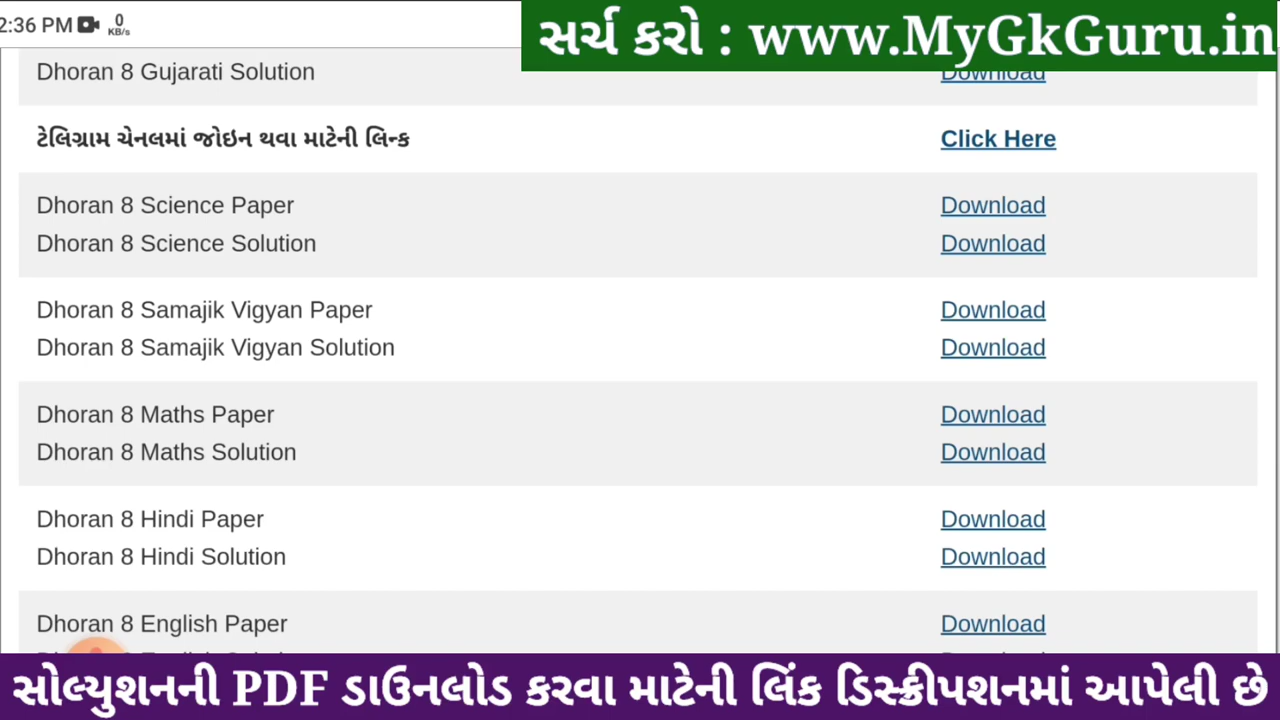 2:36 PM 0 KB/s
સર્ચ કરો : www.MyGkGuru.in
Dhoran 8 Gujarati Solution Download
ટેલિગ્રામ ચેનલમાં જોઇન થવા માટેની લિન્ક Click Here
Dhoran 8 Science Paper Download
Dhoran 8 Science Solution Download
Dhoran 8 Samajik Vigyan Paper Download
Dhoran 8 Samajik Vigyan Solution Download
Dhoran 8 Maths Paper Download
Dhoran 8 Maths Solution Download
Dhoran 8 Hindi Paper Download
Dhoran 8 Hindi Solution Download
Dhoran 8 English Paper Download
સોલ્યુશનની PDF ડાઉનલોડ કરવા માટેની લિંક ડિસ્ક્રીપશનમાં આપેલી છે